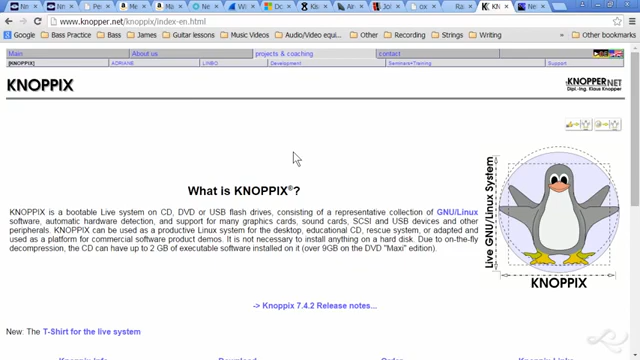 www.knopper.net/knoppix/index-en.html
Google Bass Practice Bass James Guitar lessons Music Videos Audio/Video equi... Other Recording Strings Writing Other bookmarks
Main About us projects & coaching contact
[KNOPPIX] ADRIANE LINBO Development Seminare+Training Support
KNOPPIX
KNOPPER.NET
Dipl.-Ing. Klaus Knopper
What is KNOPPIX®?
KNOPPIX is a bootable Live system on CD, DVD or USB flash drives, consisting of a representative collection of GNU/Linux
software, automatic hardware detection, and support for many graphics cards, sound cards, SCSI and USB devices and other
peripherals. KNOPPIX can be used as a productive Linux system for the desktop, educational CD, rescue system, or adapted and
used as a platform for commercial software product demos. It is not necessary to install anything on a hard disk. Due to on-the-fly
decompression, the CD can have up to 2 GB of executable software installed on it (over 9GB on the DVD "Maxi" edition).
Live GNU/Linux System
KNOPPIX
-> Knoppix 7.4.2 Release notes...
New: The T-Shirt for the live system
Knoppix Info Download Order Knoppix Links